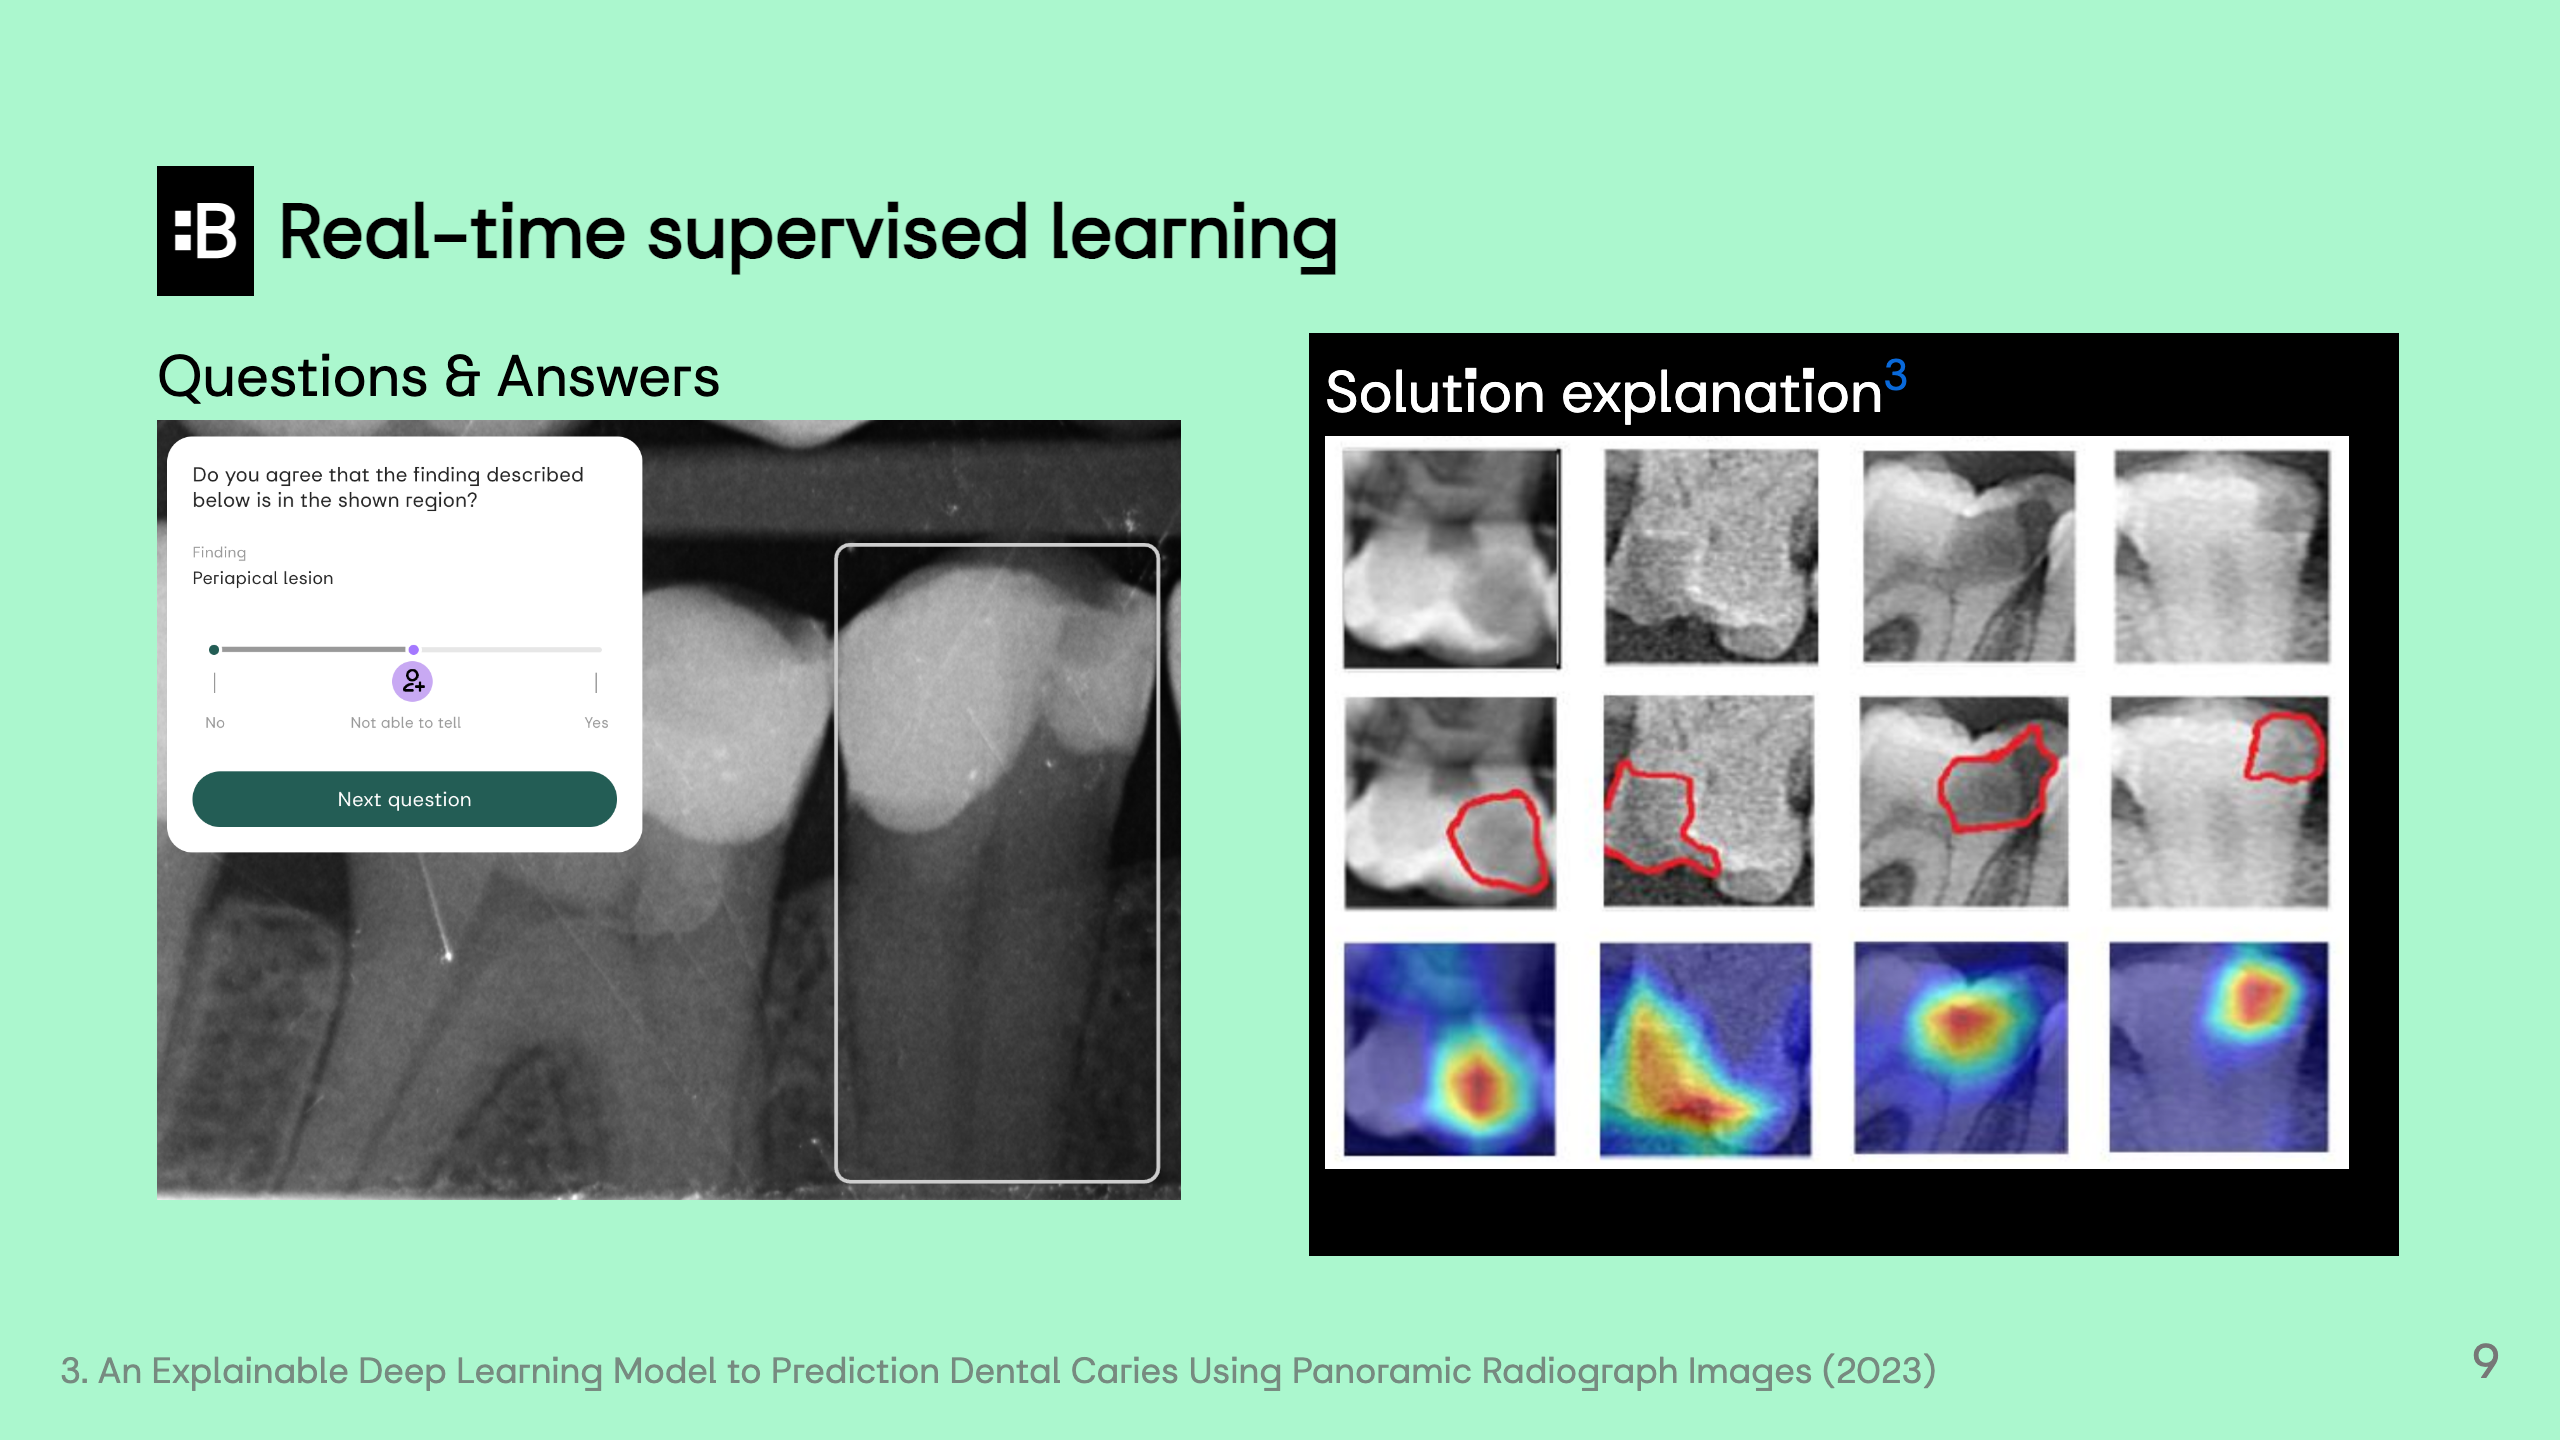 :B Real-time supervised learning
Questions & Answers
Do you agree that the finding described
below is in the shown region?
Finding
Periapical lesion
No
Not able to tell
Yes
Next question
Solution explanation3
3. An Explainable Deep Learning Model to Prediction Dental Caries Using Panoramic Radiograph Images (2023)
9